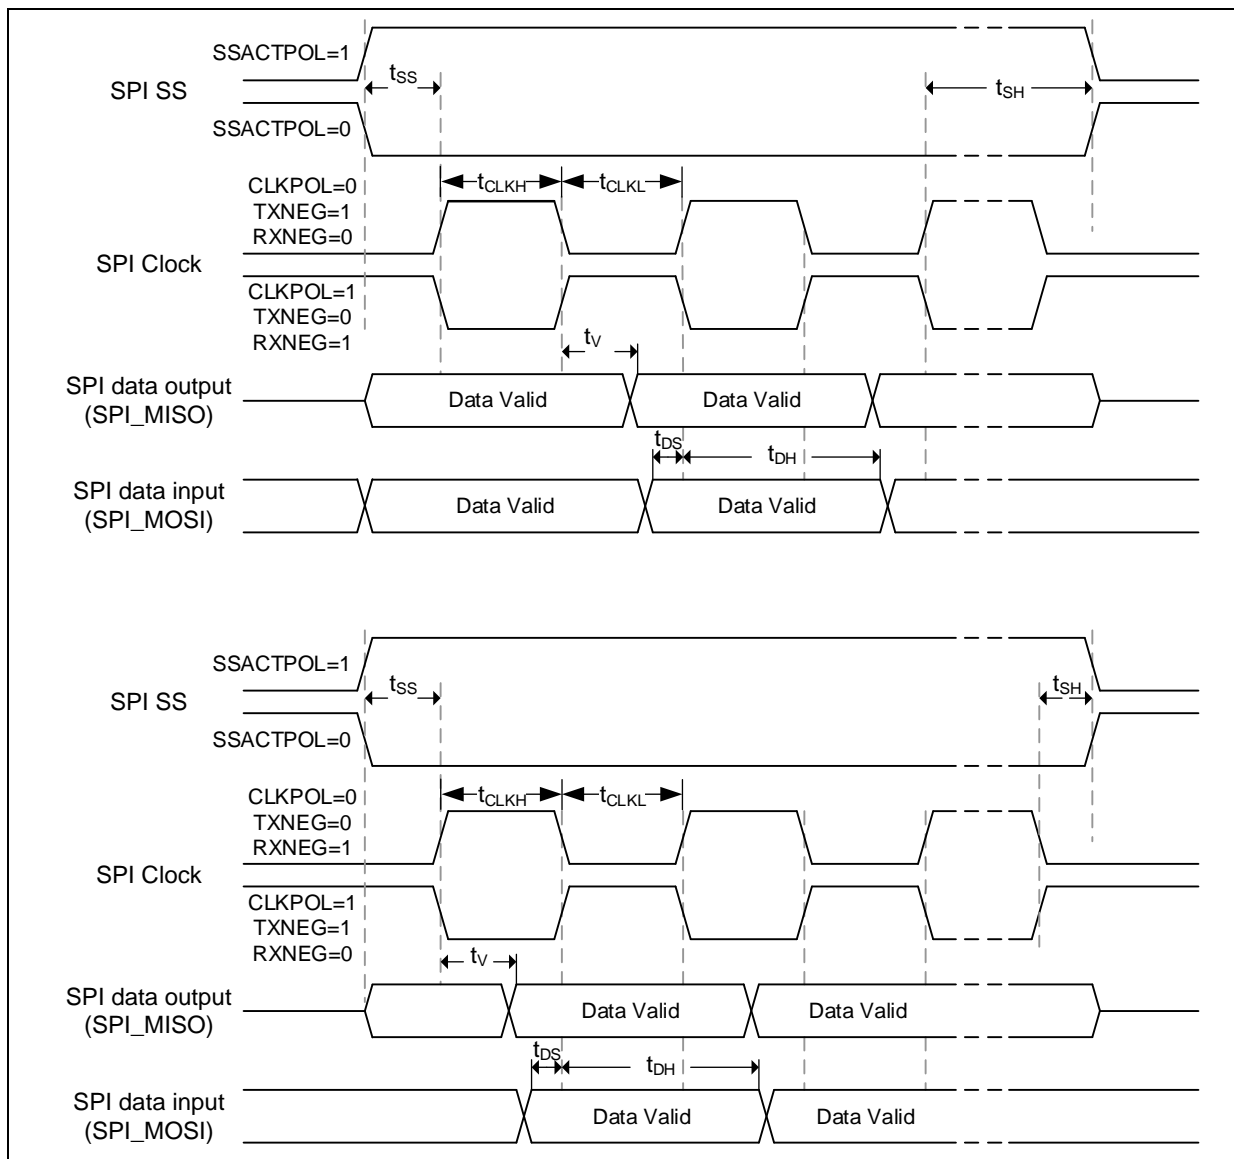 SSACTPOL=1
SPI SS
tSS
tSH
SSACTPOL=0
CLKPOL=0
TXNEG=1
RXNEG=0
tCLKH
tCLKL
SPI Clock
CLKPOL=1
TXNEG=0
RXNEG=1
tV
SPI data output
(SPI_MISO)
Data Valid
Data Valid
tDS
tDH
SPI data input
(SPI_MOSI)
Data Valid
Data Valid
SSACTPOL=1
SPI SS
tSS
tSH
SSACTPOL=0
CLKPOL=0
TXNEG=0
RXNEG=1
tCLKH
tCLKL
SPI Clock
CLKPOL=1
TXNEG=1
RXNEG=0
tV
SPI data output
(SPI_MISO)
Data Valid
Data Valid
tDS
tDH
SPI data input
(SPI_MOSI)
Data Valid
Data Valid